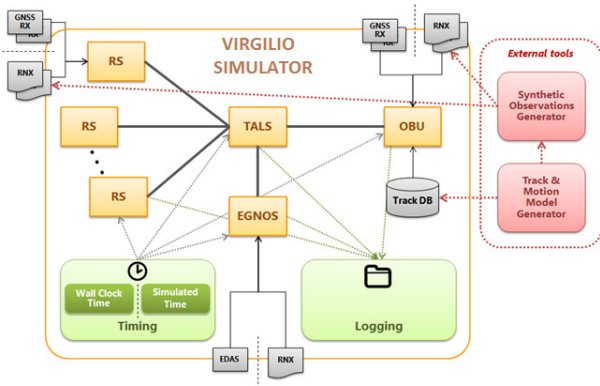 GNSS
RX
RX
RNX
RS
VIRGILIO
SIMULATOR
GNSS
RX
RX
RNX
External tools
Synthetic
Observations
Generator
RS
TALS
OBU
RS
EGNOS
Track DB
Track &
Motion
Model
Generator
Wall Clock
Time
Simulated
Time
Timing
Logging
EDAS
RNX